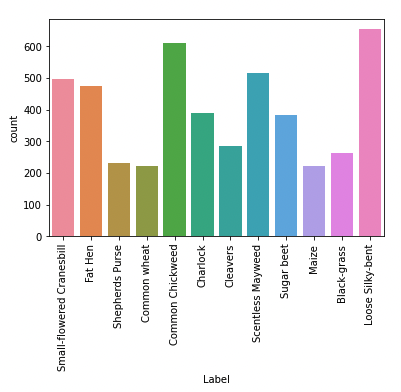 600
500
400
300
200
100
0
count
Small-flowered Cranesbill
Fat Hen
Shepherds Purse
Common wheat
Common Chickweed
Charlock
Cleavers
Scentless Mayweed
Sugar beet
Maize
Black-grass
Loose Silky-bent
Label